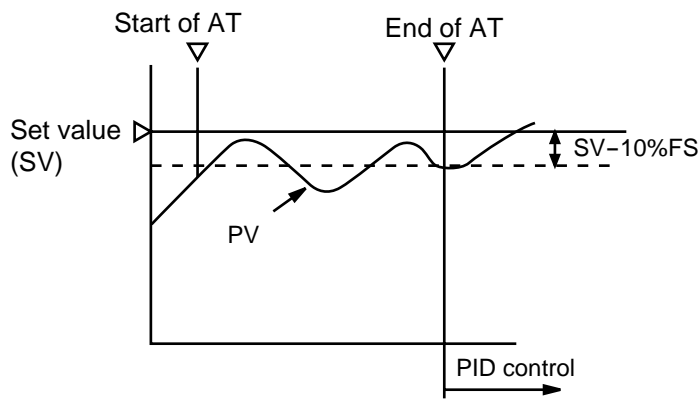 Start of AT
End of AT
Set value
(SV)
SV−10%FS
PV
PID control